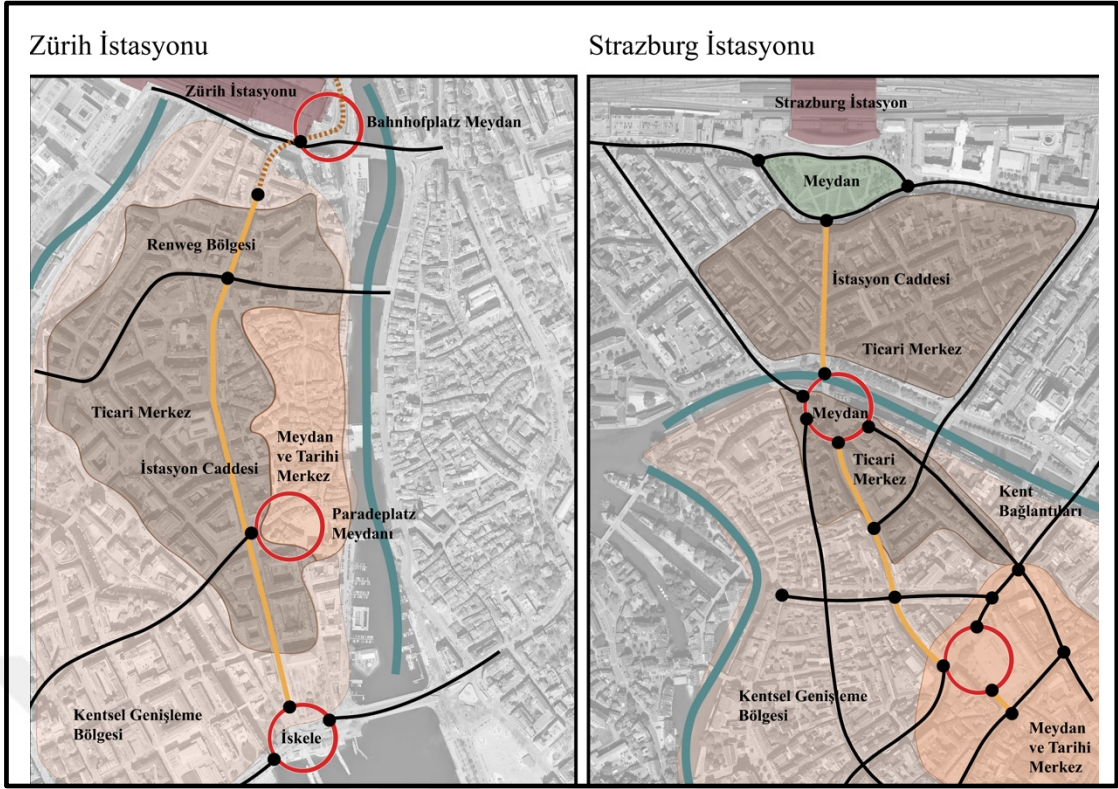 Zürih İstasyonu
Zürih İstasyonu
Bahnhofplatz Meydan
Renweg Bölgesi
Ticari Merkez
Meydan
ve Tarihi
Merkez
İstasyon Caddesi
Paradeplatz
Meydanı
Kentsel Genişleme
Bölgesi
İskele
Strazburg İstasyonu
Strazburg İstasyon
Meydan
İstasyon Caddesi
Ticari Merkez
Meydan
Ticari
Merkez
Kent
Bağlantıları
Kentsel Genişleme
Bölgesi
Meydan
ve Tarihi
Merkez